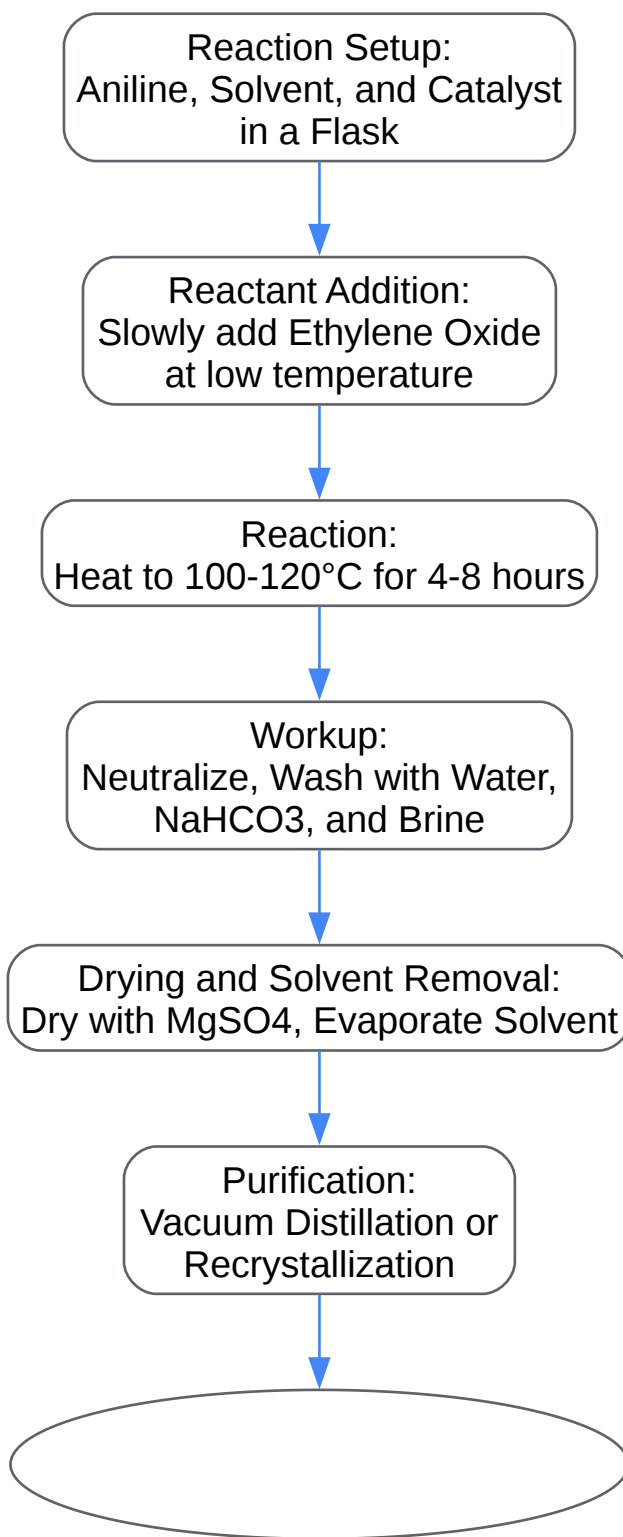 Reaction Setup:
Aniline, Solvent, and Catalyst
in a Flask
Reactant Addition:
Slowly add Ethylene Oxide
at low temperature
Reaction:
Heat to 100-120°C for 4-8 hours
Workup:
Neutralize, Wash with Water,
NaHCO3, and Brine
Drying and Solvent Removal:
Dry with MgSO4, Evaporate Solvent
Purification:
Vacuum Distillation or
Recrystallization